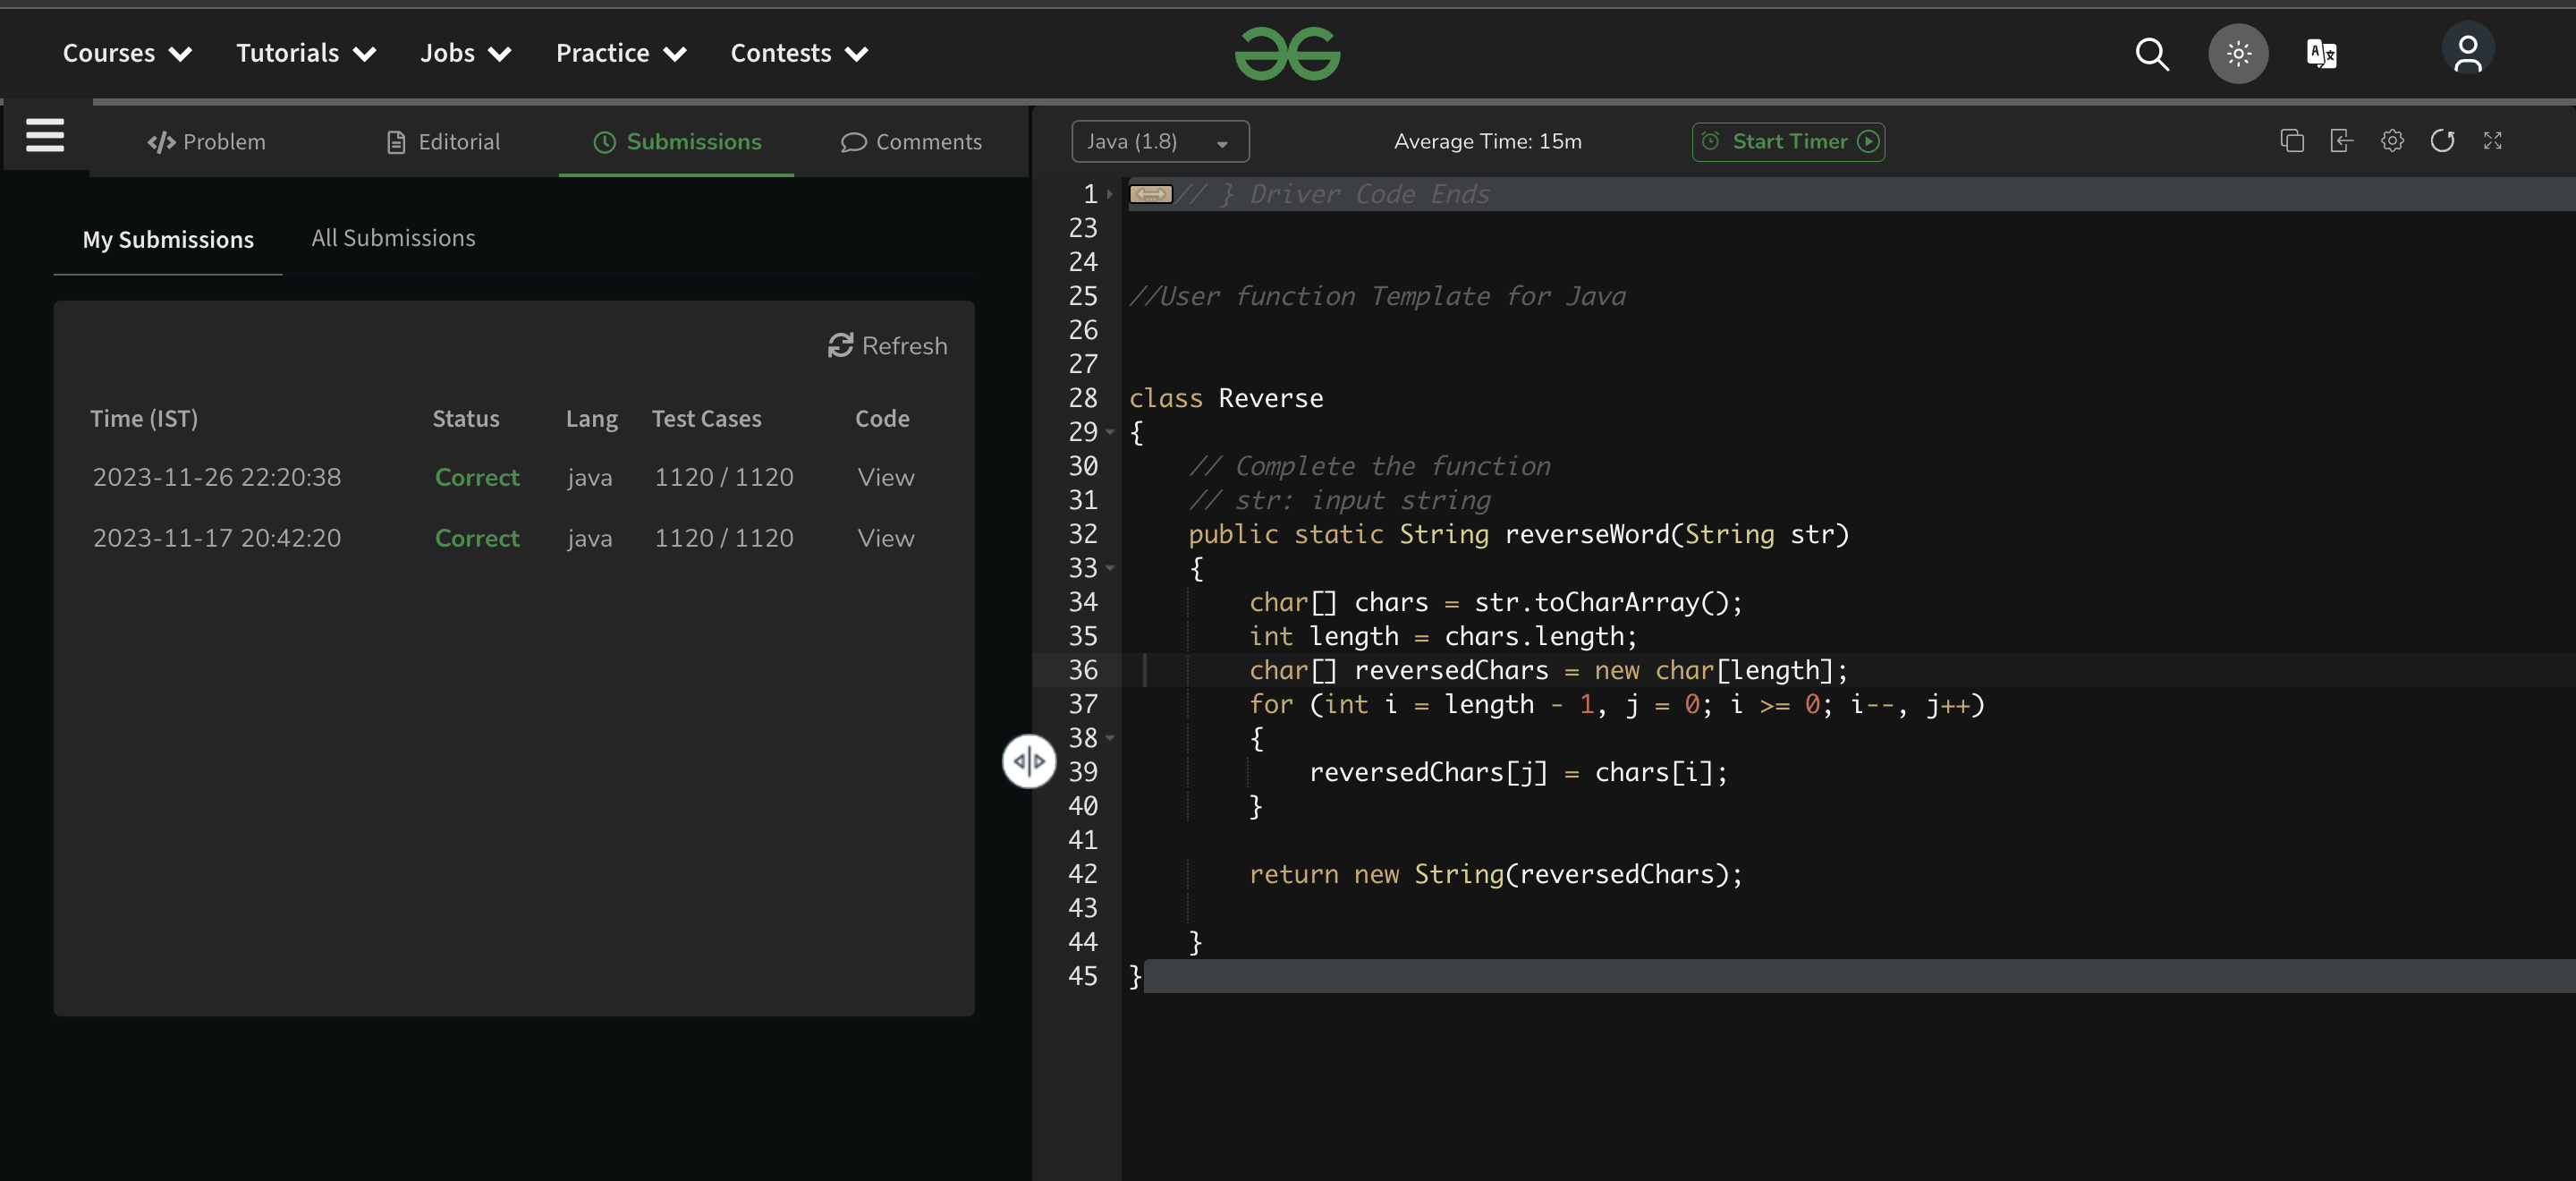 Courses Tutorials Jobs Practice Contests
Problem Editorial Submissions Comments
My Submissions All Submissions
Refresh
Time (IST) Status Lang Test Cases Code
2023-11-26 22:20:38 Correct java 1120 / 1120 View
2023-11-17 20:42:20 Correct java 1120 / 1120 View
Java (1.8) Average Time: 15m Start Timer
1 // } Driver Code Ends
23
24
25 //User function Template for Java
26
27
28 class Reverse
29 {
30 // Complete the function
31 // str: input string
32 public static String reverseWord(String str)
33 {
34 char[] chars = str.toCharArray();
35 int length = chars.length;
36 char[] reversedChars = new char[length];
37 for (int i = length - 1, j = 0; i >= 0; i--, j++)
38 {
39 reversedChars[j] = chars[i];
40 }
41
42 return new String(reversedChars);
43
44 }
45 }